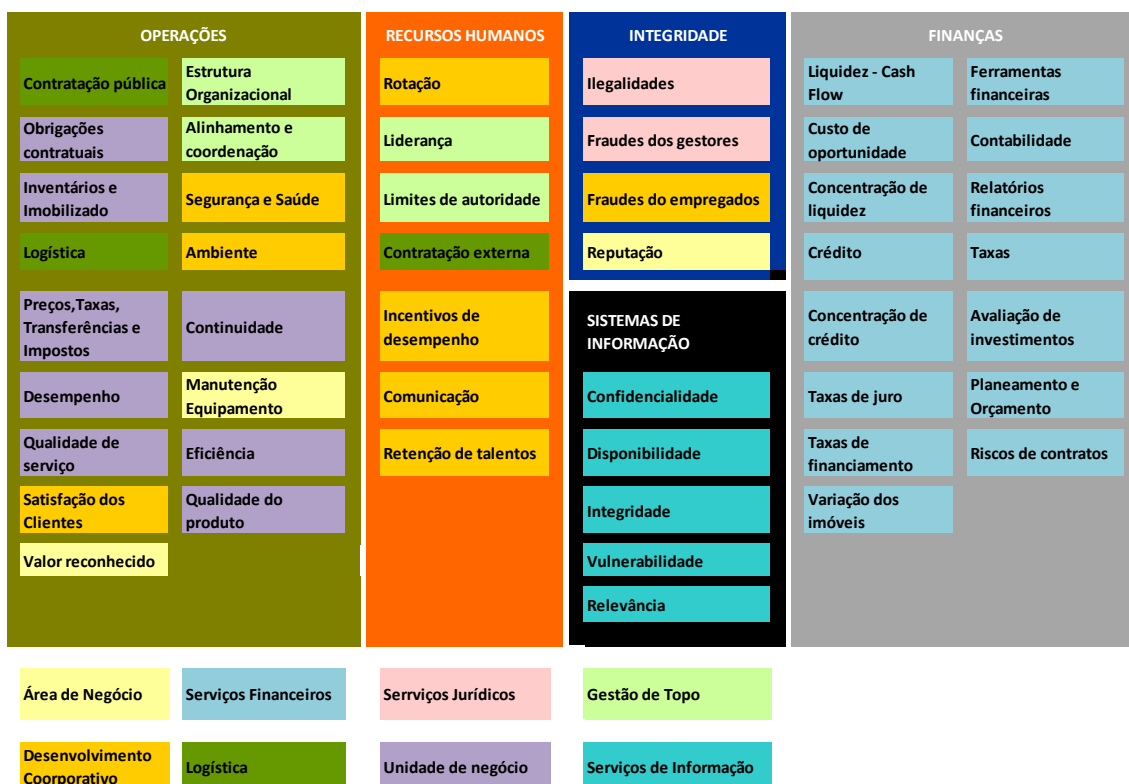 OPERAÇÕES
Contratação pública
Estrutura
Organizacional
Obrigações
contratuais
Alinhamento e
coordenação
Inventários e
Imobilizado
Segurança e Saúde
Logística
Ambiente
Preços,Taxas,
Transferências e
Impostos
Continuidade
Desempenho
Manutenção
Equipamento
Qualidade de
serviço
Eficiência
Satisfação dos
Clientes
Qualidade do
produto
Valor reconhecido
RECURSOS HUMANOS
Rotação
Liderança
Limites de autoridade
Contratação externa
Incentivos de
desempenho
Comunicação
Retenção de talentos
INTEGRIDADE
Ilegalidades
Fraudes dos gestores
Fraudes do empregados
Reputação
SISTEMAS DE
INFORMAÇÃO
Confidencialidade
Disponibilidade
Integridade
Vulnerabilidade
Relevância
FINANÇAS
Liquidez - Cash
Flow
Ferramentas
financeiras
Custo de
oportunidade
Contabilidade
Concentração de
liquidez
Relatórios
financeiros
Crédito
Taxas
Concentração de
crédito
Avaliação de
investimentos
Taxas de juro
Planeamento e
Orçamento
Taxas de
financiamento
Riscos de contratos
Variação dos
imóveis
Área de Negócio
Serviços Financeiros
Serrviços Jurídicos
Gestão de Topo
Desenvolvimento
Coorporativo
Logística
Unidade de negócio
Serviços de Informação